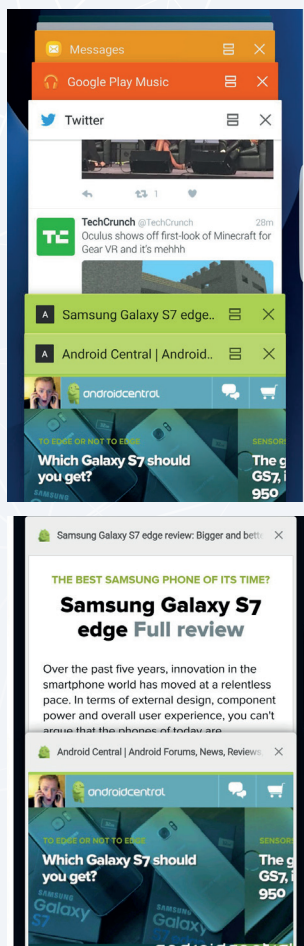 Messages
Google Play Music
Twitter
1
TechCrunch @TechCrunch 28m
Oculus shows off first-look of Minecraft for
Gear VR and it's mehhh
A Samsung Galaxy S7 edge..
A Android Central | Android..
androidcentral
TO EDGE OR NOT TO EDGE
SENSORS
Which Galaxy S7 should
you get?
The g
GS7, i
950
SAMSUNG
Samsung Galaxy S7 edge review: Bigger and bette
THE BEST SAMSUNG PHONE OF ITS TIME?
Samsung Galaxy S7
edge Full review
Over the past five years, innovation in the
smartphone world has moved at a relentless
pace. In terms of external design, component
power and overall user experience, you can't
argue that the phones of today are
Android Central | Android Forums, News, Reviews,
androidcentral
TO EDGE OR NOT TO EDGE
SENSORS
Which Galaxy S7 should
you get?
The g
GS7, i
950
SAMSUNG
Galaxy
S7
SAMSUNG
Galaxy